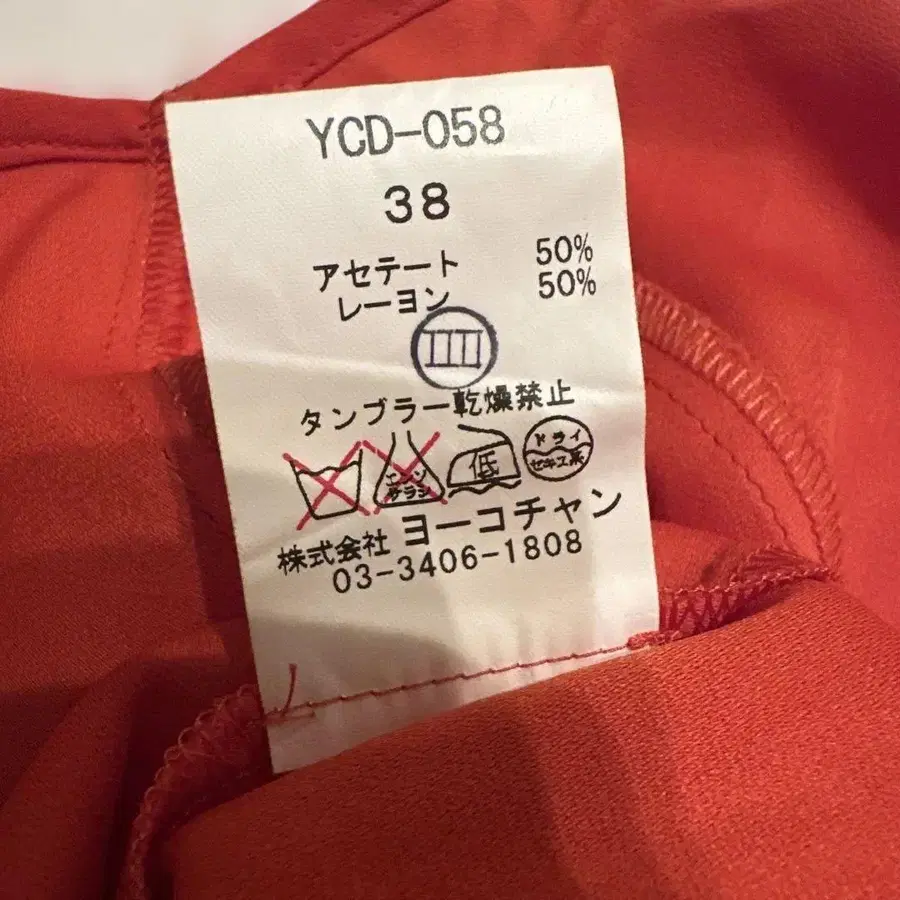 YCD-058
38
アセテート 50%
レーヨン 50%
タンブラー乾燥禁止
エンソ
サラシ
低
ドライ
セキユ系
株式会社 ヨーコチャン
03-3406-1808